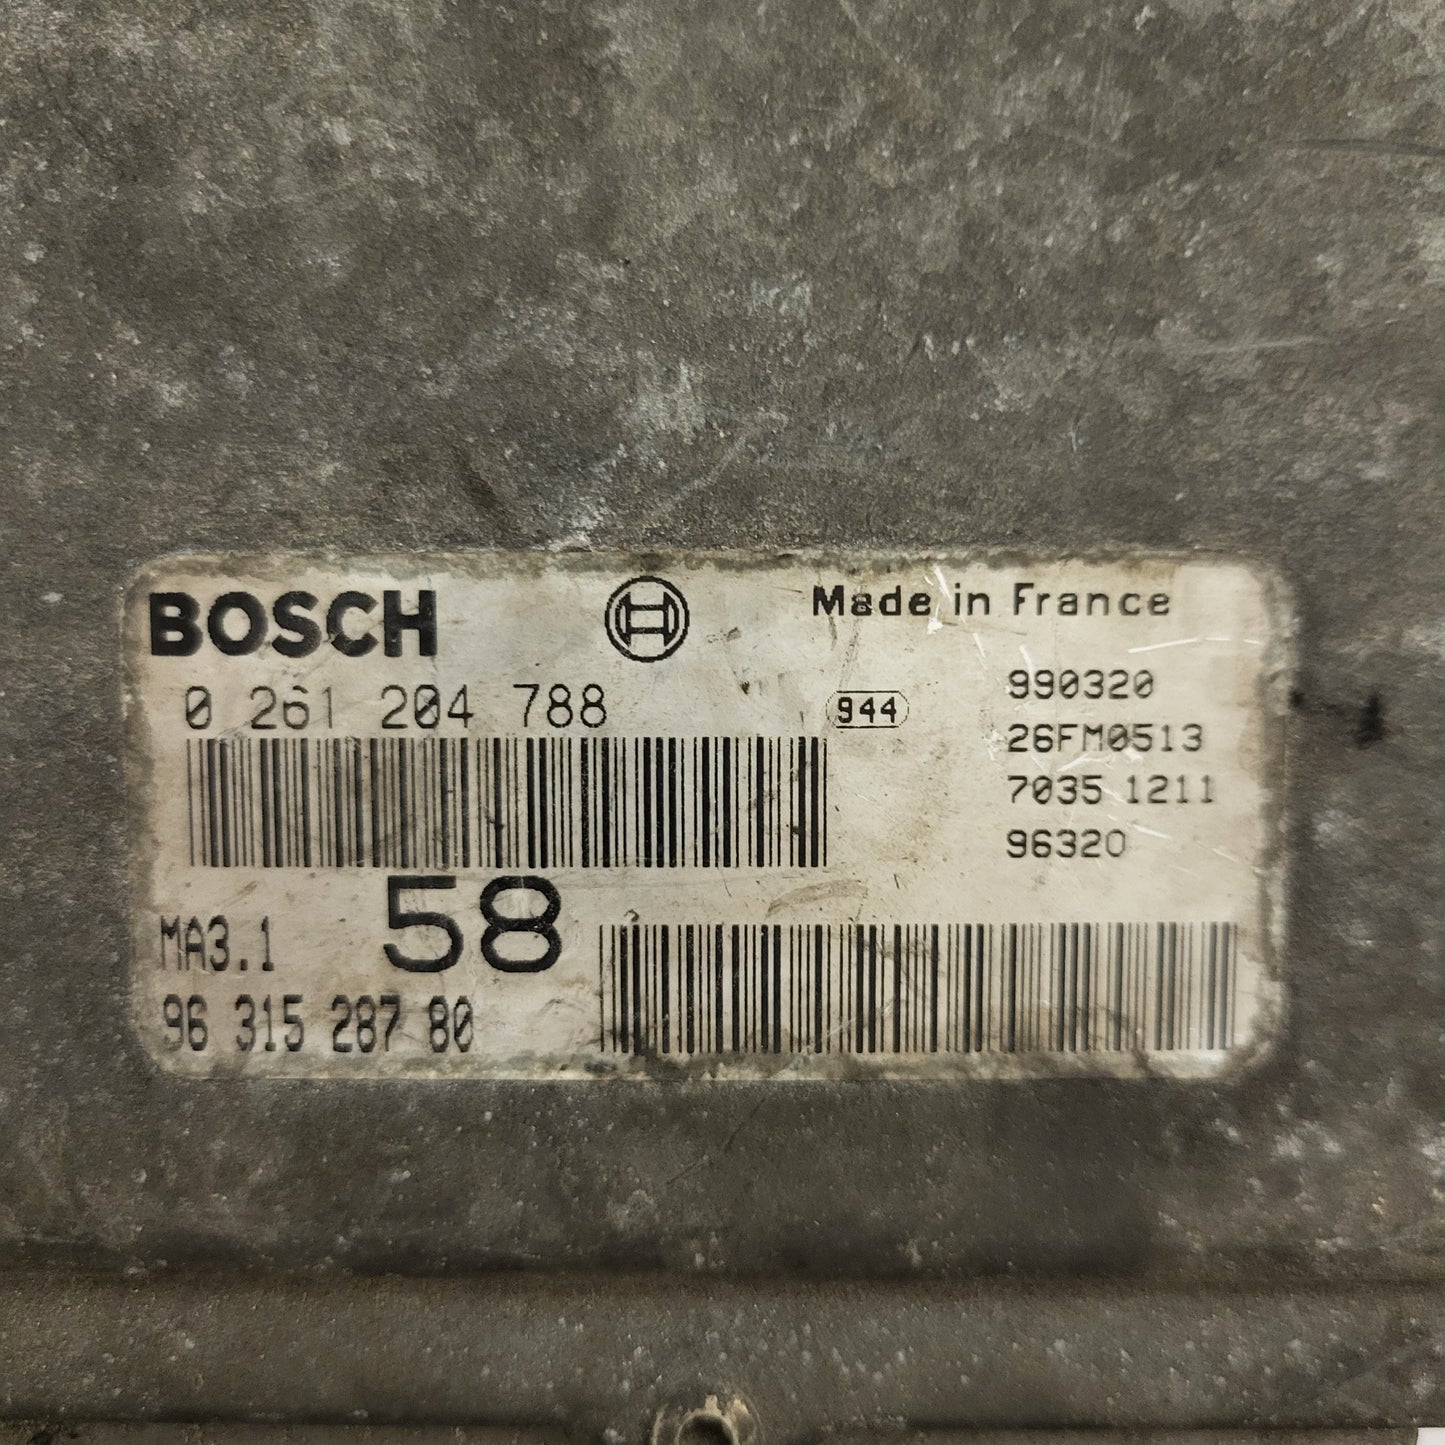 BOSCH
Made in France
0 261 204 788
944
990320
26FM0513
7035 1211
96320
MA3.1
58
96 315 287 80